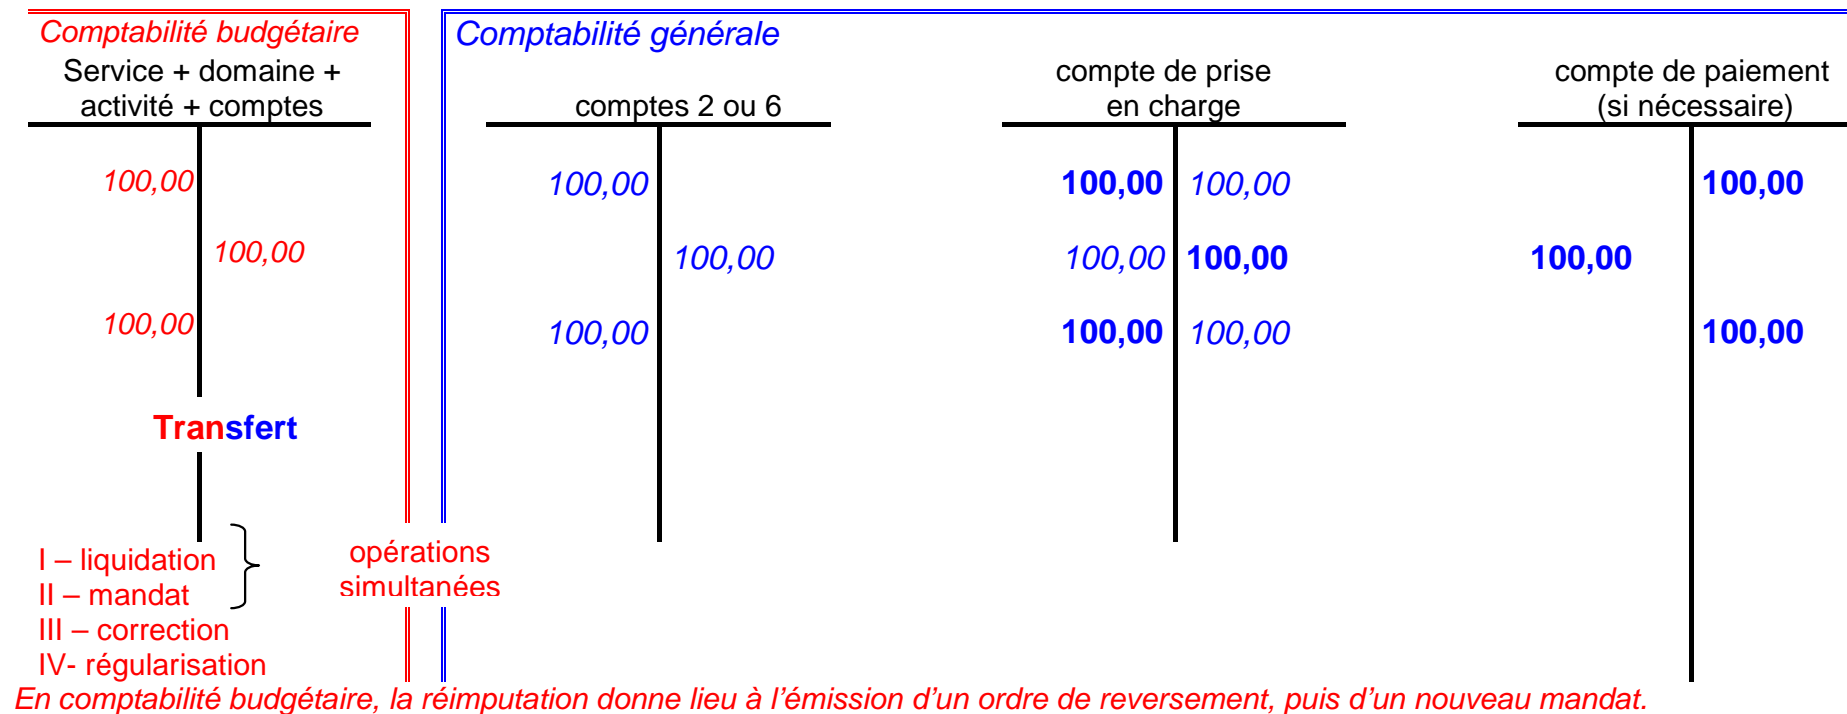 Comptabilité budgétaire
Comptabilité générale
Service + domaine +
activité + comptes
comptes 2 ou 6
compte de prise
en charge
compte de paiement
(si nécessaire)
100,00 100,00 100,00 100,00 100,00
100,00 100,00 100,00 100,00 100,00
100,00 100,00 100,00 100,00 100,00
Transfert
I – liquidation
II – mandat
III – correction
IV- régularisation
opérations
simultanées
En comptabilité budgétaire, la réimputation donne lieu à l’émission d’un ordre de reversement, puis d’un nouveau mandat.